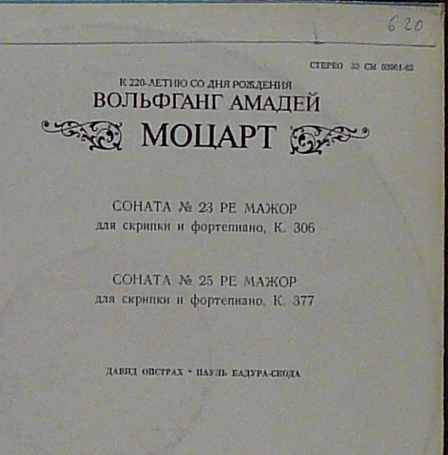 6-20
СТЕРЕО 33 СМ 03961-62
К 220-ЛЕТИЮ СО ДНЯ РОЖДЕНИЯ
ВОЛЬФГАНГ АМАДЕЙ
МОЦАРТ
СОНАТА № 23 РЕ МАЖОР
для скрипки и фортепиано, К. 306
СОНАТА № 25 РЕ МАЖОР
для скрипки и фортепиано, К. 377
ДАВИД ОЙСТРАХ • ПАУЛЬ БАДУРА-СКОДА